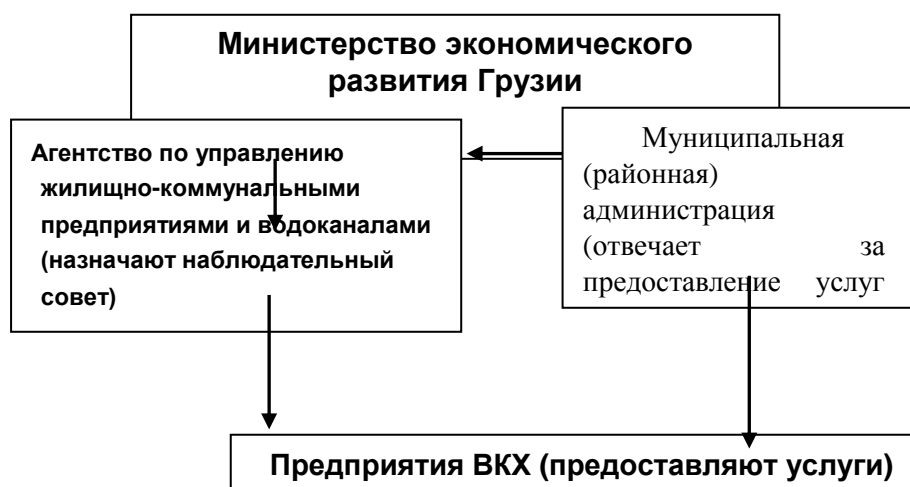 Министерство экономического
развития Грузии
Агентство по управлению
жилищно-коммунальными
предприятиями и водоканалами
(назначают наблюдательный
совет)
Муниципальная
(районная)
администрация
(отвечает за
предоставление услуг
Предприятия ВКХ (предоставляют услуги)